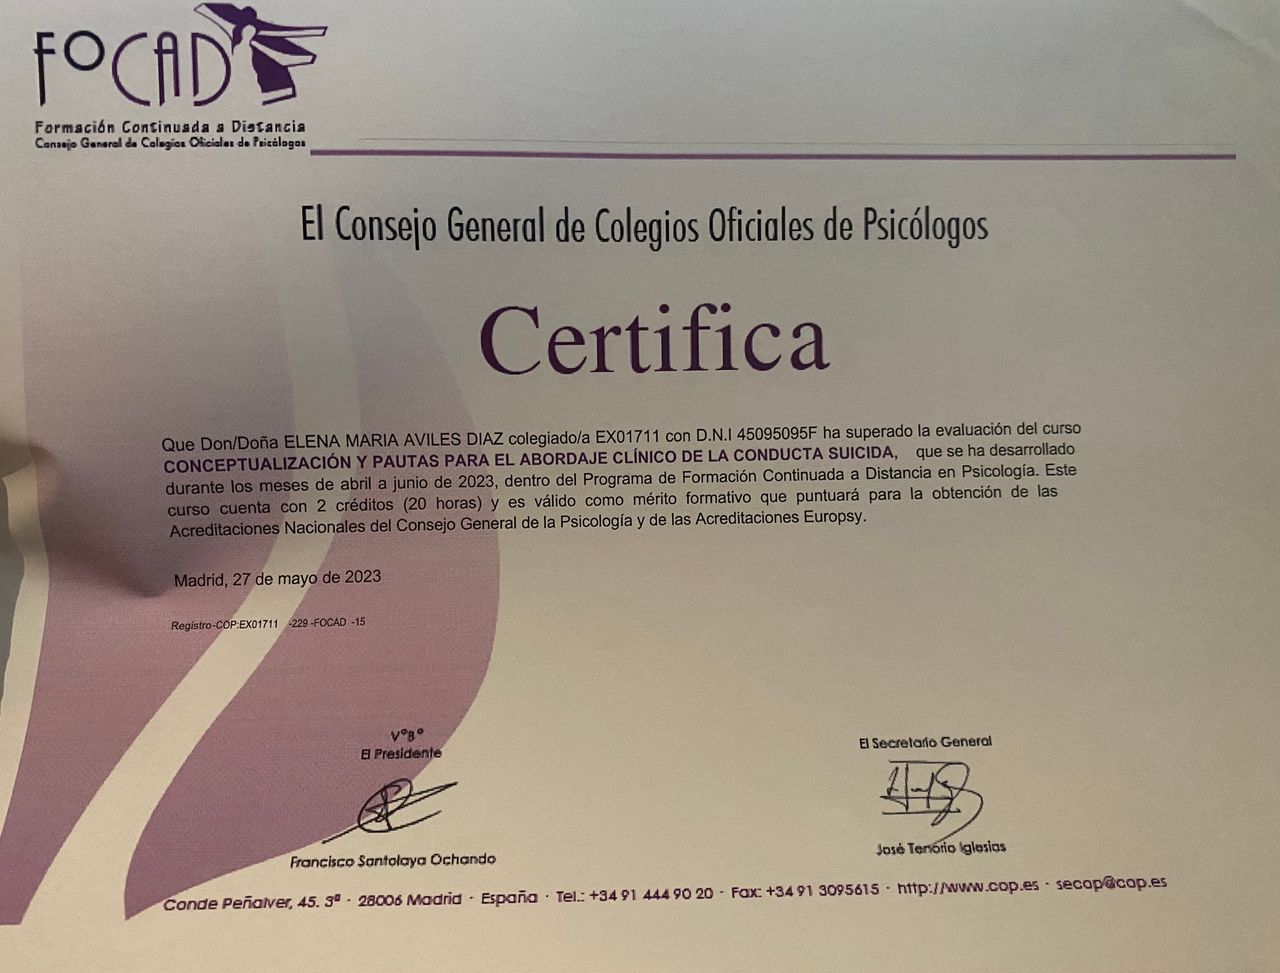 FOCAD
Formación Continuada a Distancia
Consejo General de Colegios Oficiales de Psicólogos
El Consejo General de Colegios Oficiales de Psicólogos
Certifica
Que Don/Doña ELENA MARIA AVILES DIAZ colegiado/a EX01711 con D.N.I 45095095F ha superado la evaluación del curso
CONCEPTUALIZACIÓN Y PAUTAS PARA EL ABORDAJE CLÍNICO DE LA CONDUCTA SUICIDA, que se ha desarrollado
durante los meses de abril a junio de 2023, dentro del Programa de Formación Continuada a Distancia en Psicología. Este
curso cuenta con 2 créditos (20 horas) y es válido como mérito formativo que puntuará para la obtención de las
Acreditaciones Nacionales del Consejo General de la Psicología y de las Acreditaciones Europsy.
Madrid, 27 de mayo de 2023
Registro-COP:EX01711 -229 -FOCAD -15
VºBº
El Presidente
Francisco Santolaya Ochando
El Secretario General
José Tenorio Iglesias
Conde Peñalver, 45. 3ª · 28006 Madrid · España · Tel.: +34 91 444 90 20 · Fax: +34 91 3095615 · http://www.cop.es · secop@cop.es